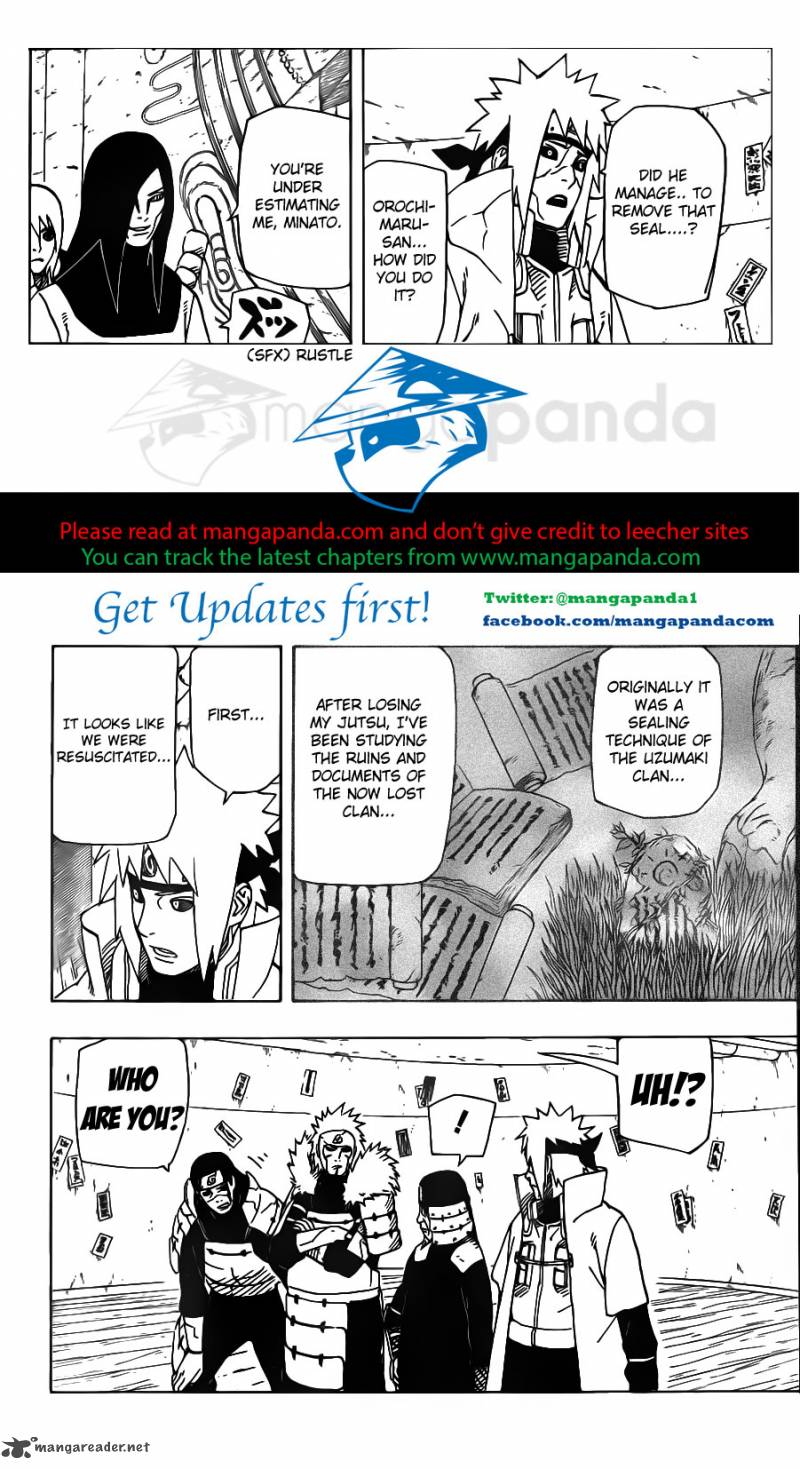 DID HE
MANAGE.. TO
REMOVE THAT
SEAL....?
OROCHI-
MARU-
SAN...
HOW DID
YOU DO
IT?
YOU'RE
UNDER
ESTIMATING
ME, MINATO.
ズッ
(SFX) RUSTLE
mangapanda
Please read at mangapanda.com and don't give credit to leecher sites
You can track the latest chapters from www.mangapanda.com
Get Updates first!
Twitter: @mangapanda1
facebook.com/mangapandacom
ORIGINALLY IT
WAS A
SEALING
TECHNIQUE OF
THE UZUMAKI
CLAN...
AFTER LOSING
MY JUTSU, I'VE
BEEN STUDYING
THE RUINS AND
DOCUMENTS OF
THE NOW LOST
CLAN...
FIRST...
IT LOOKS LIKE
WE WERE
RESUSCITATED...
UH!?
!
WHO
ARE YOU?
mangareader.net